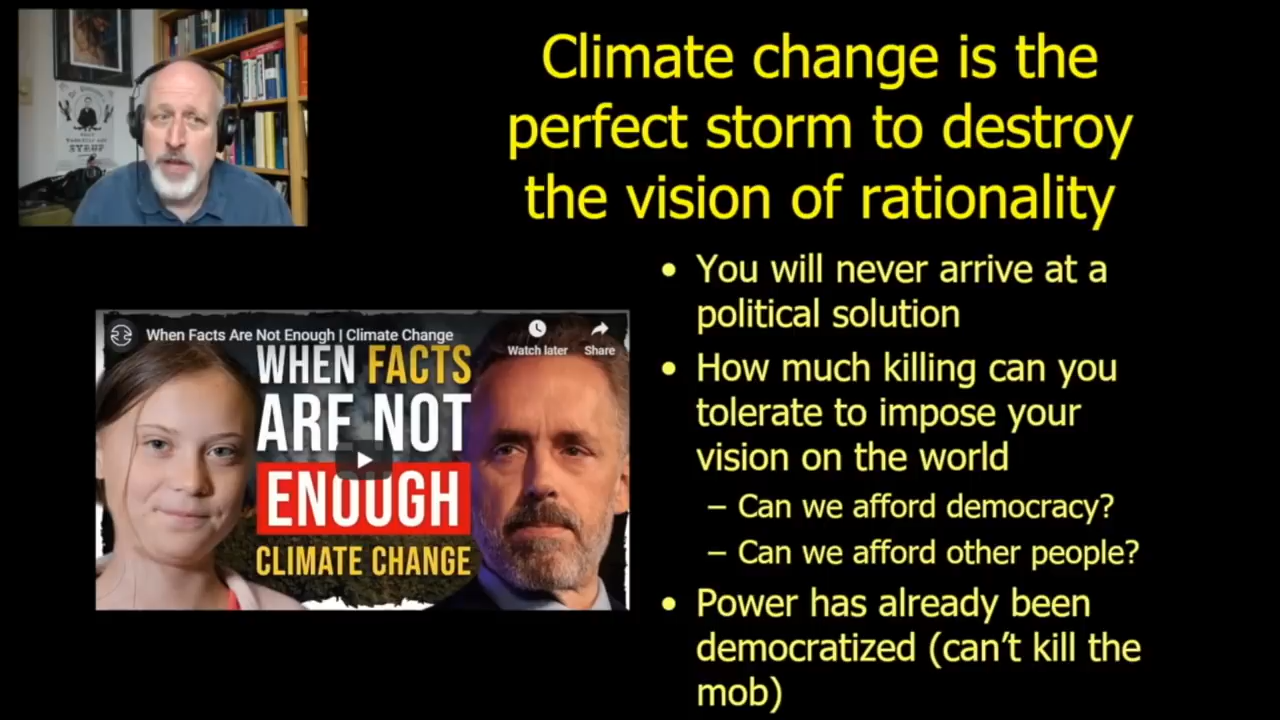 Climate change is the
perfect storm to destroy
the vision of rationality
SYRUP
When Facts Are Not Enough | Climate Change
Watch later
Share
WHEN FACTS
ARE NOT
ENOUGH
CLIMATE CHANGE
• You will never arrive at a
political solution
• How much killing can you
tolerate to impose your
vision on the world
– Can we afford democracy?
– Can we afford other people?
• Power has already been
democratized (can't kill the
mob)